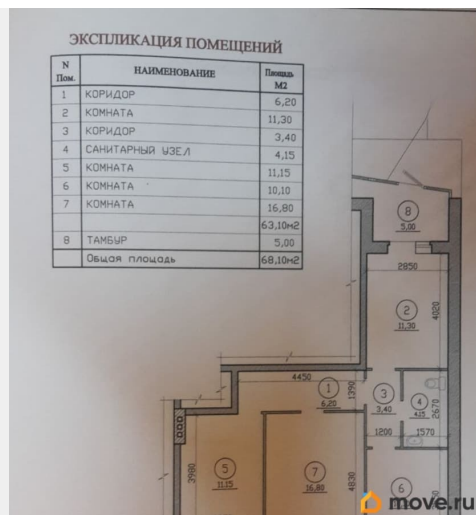 ЭКСПЛИКАЦИЯ ПОМЕЩЕНИЙ
N Пом. НАИМЕНОВАНИЕ Площадь М2
1 КОРИДОР 6,20
2 КОМНАТА 11,30
3 КОРИДОР 3,40
4 САНИТАРНЫЙ УЗЕЛ 4,15
5 КОМНАТА 11,15
6 КОМНАТА 10,10
7 КОМНАТА 16,80
63,10м2
8 ТАМБУР 5,00
Общая площадь 68,10м2
8
5,00
2850
2
11,30
4020
4450
1
6,20
1390
3
3,40
4
4,15
2670
1200
1570
3980
5
11.15
7
16,80
4830
6
move.ru